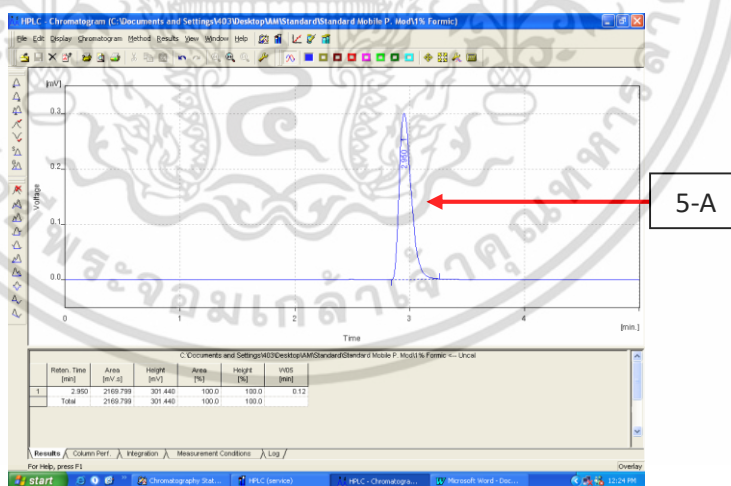 HPLC - Chromatogram (C:\Documents and Settings\403\Desktop\AM\Standard\Standard Mobile P. Mod\1% Formic)
File Edit Display Chromatogram Method Results View Window Help
[mV]
0.3
0.2
0.1
0.0
Voltage
2.950
5-A
0 1 2 3 4
[min.]
Time
C:\Documents and Settings\403\Desktop\AM\Standard\Standard Mobile P. Mod\1% Formic <-- Uncal
Reten. Time [min] Area [mV.s] Height [mV] Area [%] Height [%] W05 [min]
1 2.950 2169.799 301.440 100.0 100.0 0.12
Total 2169.799 301.440 100.0 100.0
Results Column Perf. Integration Measurement Conditions Log
For Help, press F1
Overlay
start Chromatography Stat... HPLC (service) HPLC - Chromatogra... Microsoft Word - Doc... 12:24 PM